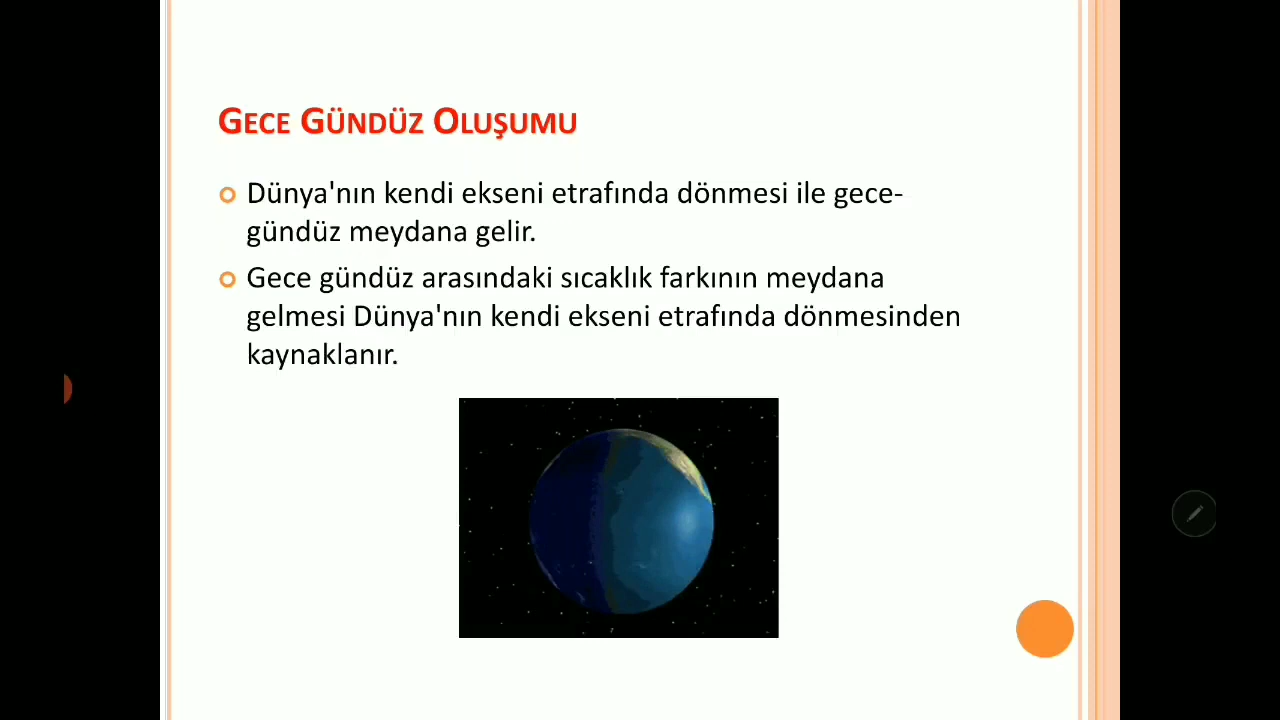 GECE GÜNDÜZ OLUŞUMU
Dünya'nın kendi ekseni etrafında dönmesi ile gece-
gündüz meydana gelir.
Gece gündüz arasındaki sıcaklık farkının meydana
gelmesi Dünya'nın kendi ekseni etrafında dönmesinden
kaynaklanır.